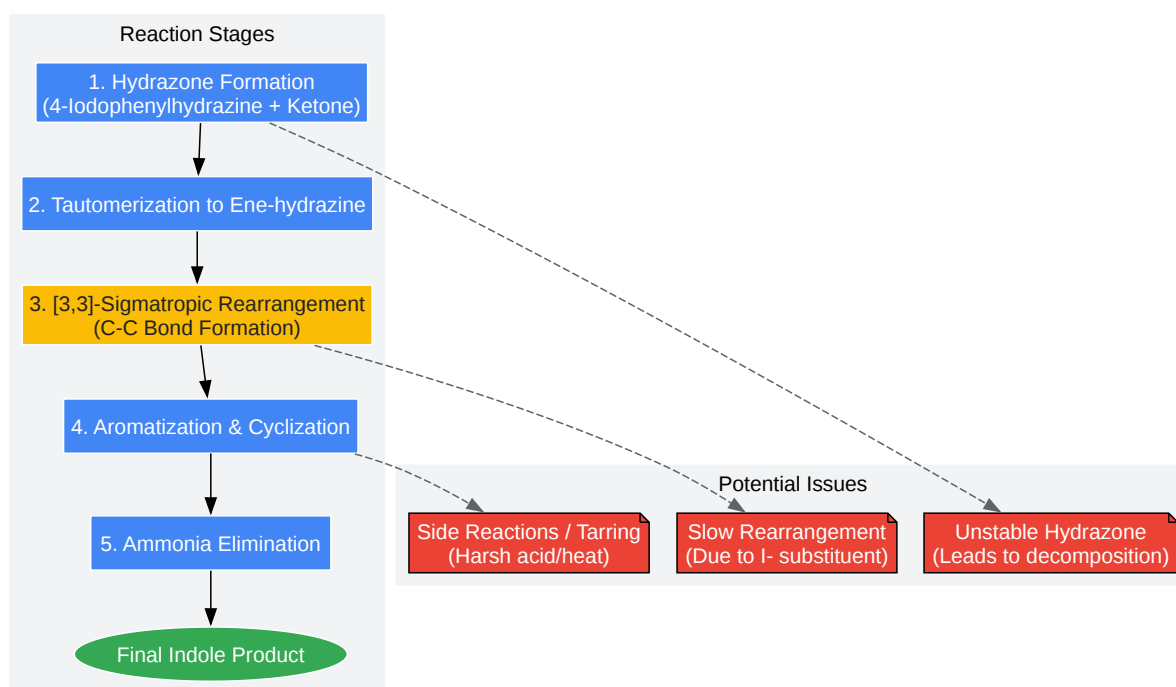 Reaction Stages
1. Hydrazone Formation
(4-Iodophenylhydrazine + Ketone)
2. Tautomerization to Ene-hydrazine
3. [3,3]-Sigmatropic Rearrangement
(C-C Bond Formation)
4. Aromatization & Cyclization
5. Ammonia Elimination
Final Indole Product
Potential Issues
Side Reactions / Tarring
(Harsh acid/heat)
Slow Rearrangement
(Due to I- substituent)
Unstable Hydrazone
(Leads to decomposition)